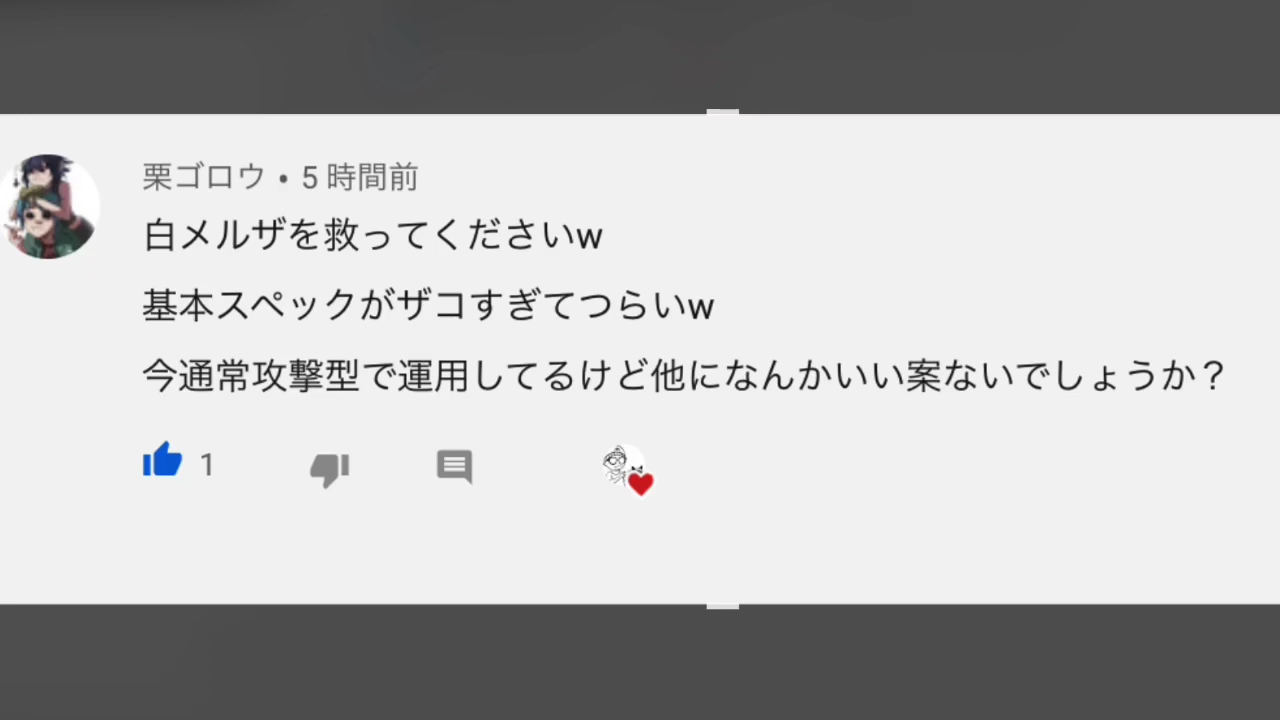 栗ゴロウ • 5 時間前
白メルザを救ってくださいw
基本スペックがザコすぎてつらいw
今通常攻撃型で運用してるけど他になんかいい案ないでしょうか？
1